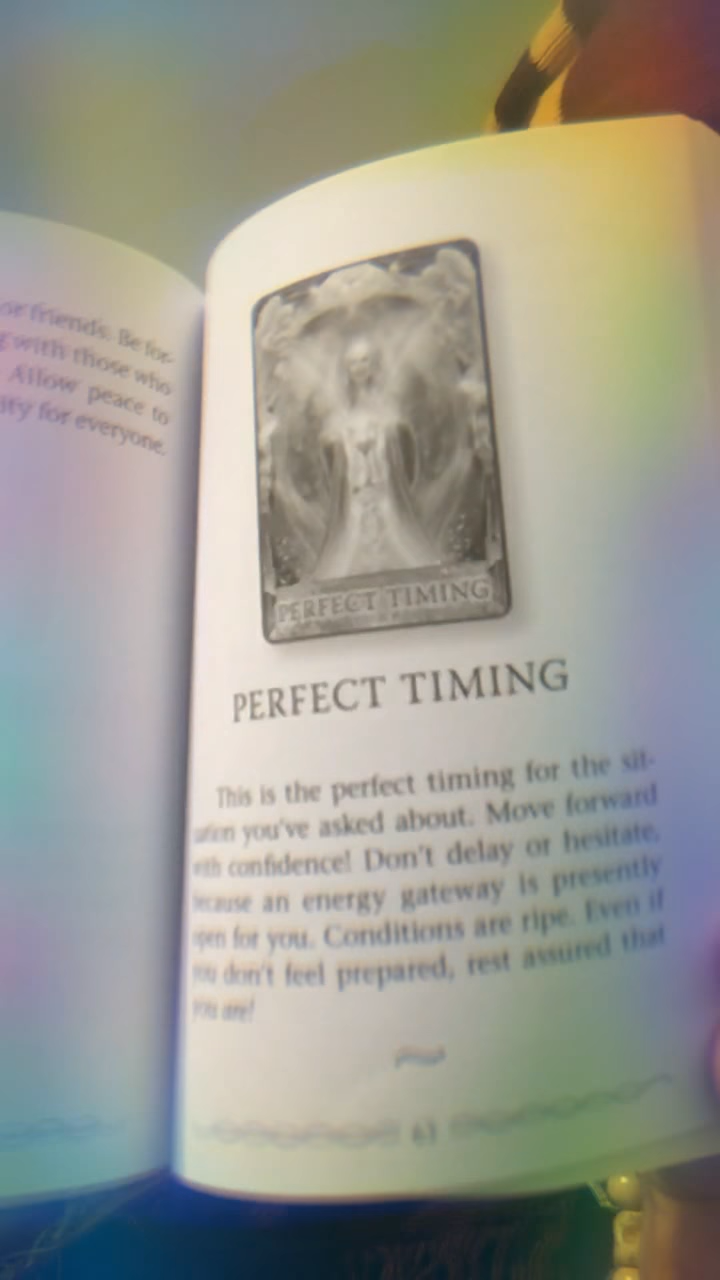 or friends. Be for-
with those who
Allow peace to
ity for everyone.
PERFECT TIMING
PERFECT TIMING
This is the perfect timing for the sit-
uation you've asked about. Move forward
with confidence! Don't delay or hesitate,
because an energy gateway is presently
open for you. Conditions are ripe. Even if
you don't feel prepared, rest assured that
you are!
61